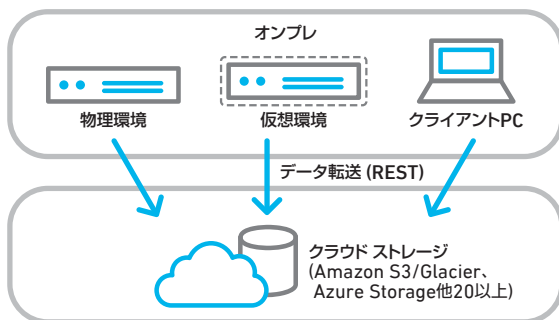 オンプレ
物理環境
仮想環境
クライアントPC
データ転送 (REST)
クラウド ストレージ
(Amazon S3/Glacier、
Azure Storage他20以上)